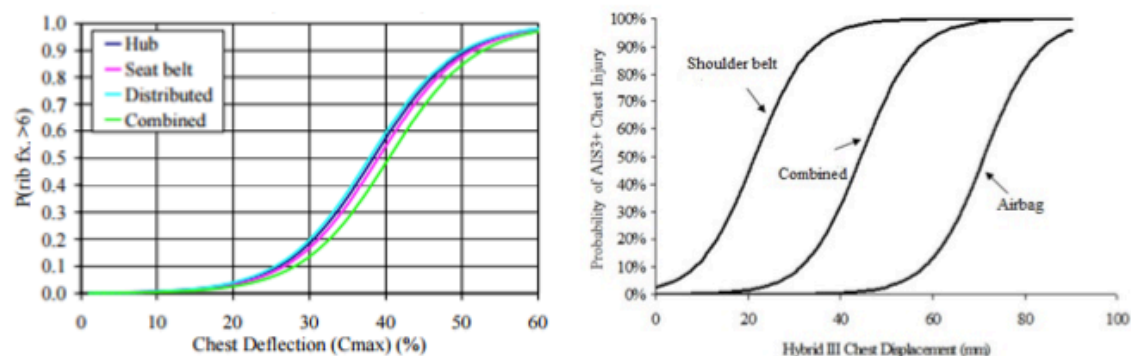 P(rib fx. >6)
1.0
0.9
0.8
0.7
0.6
0.5
0.4
0.3
0.2
0.1
0.0
Hub
Seat belt
Distributed
Combined
0 10 20 30 40 50 60
Chest Deflection (Cmax) (%)
Probability of AIS3+ Chest Injury
100%
90%
80%
70%
60%
50%
40%
30%
20%
10%
0%
Shoulder belt
Combined
Airbag
0 20 40 60 80 100
Hybrid III Chest Displacement (mm)